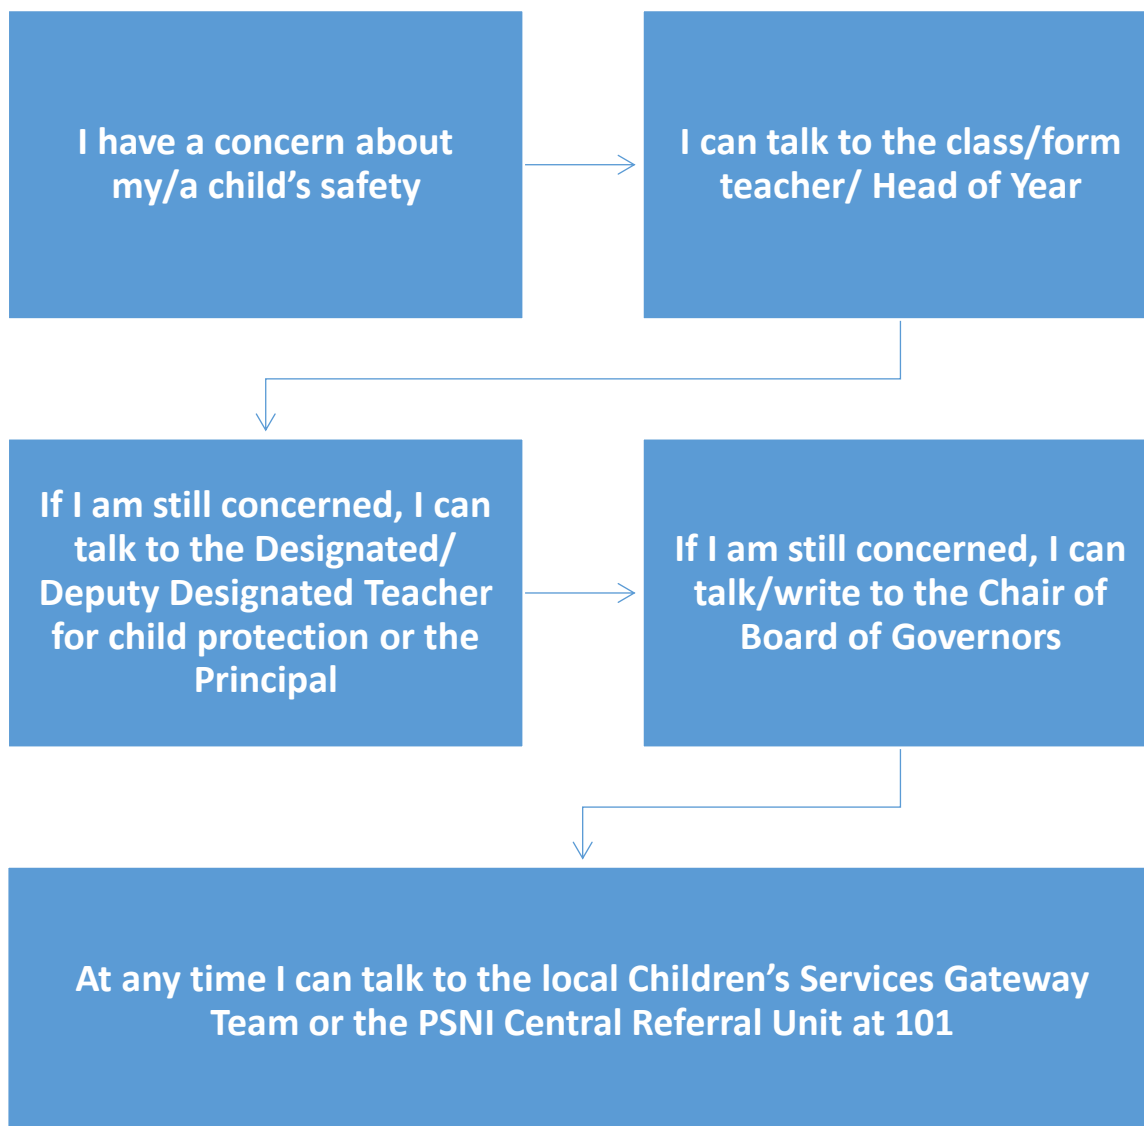 I have a concern about
my/a child’s safety
I can talk to the class/form
teacher/ Head of Year
If I am still concerned, I can
talk to the Designated/
Deputy Designated Teacher
for child protection or the
Principal
If I am still concerned, I can
talk/write to the Chair of
Board of Governors
At any time I can talk to the local Children’s Services Gateway
Team or the PSNI Central Referral Unit at 101